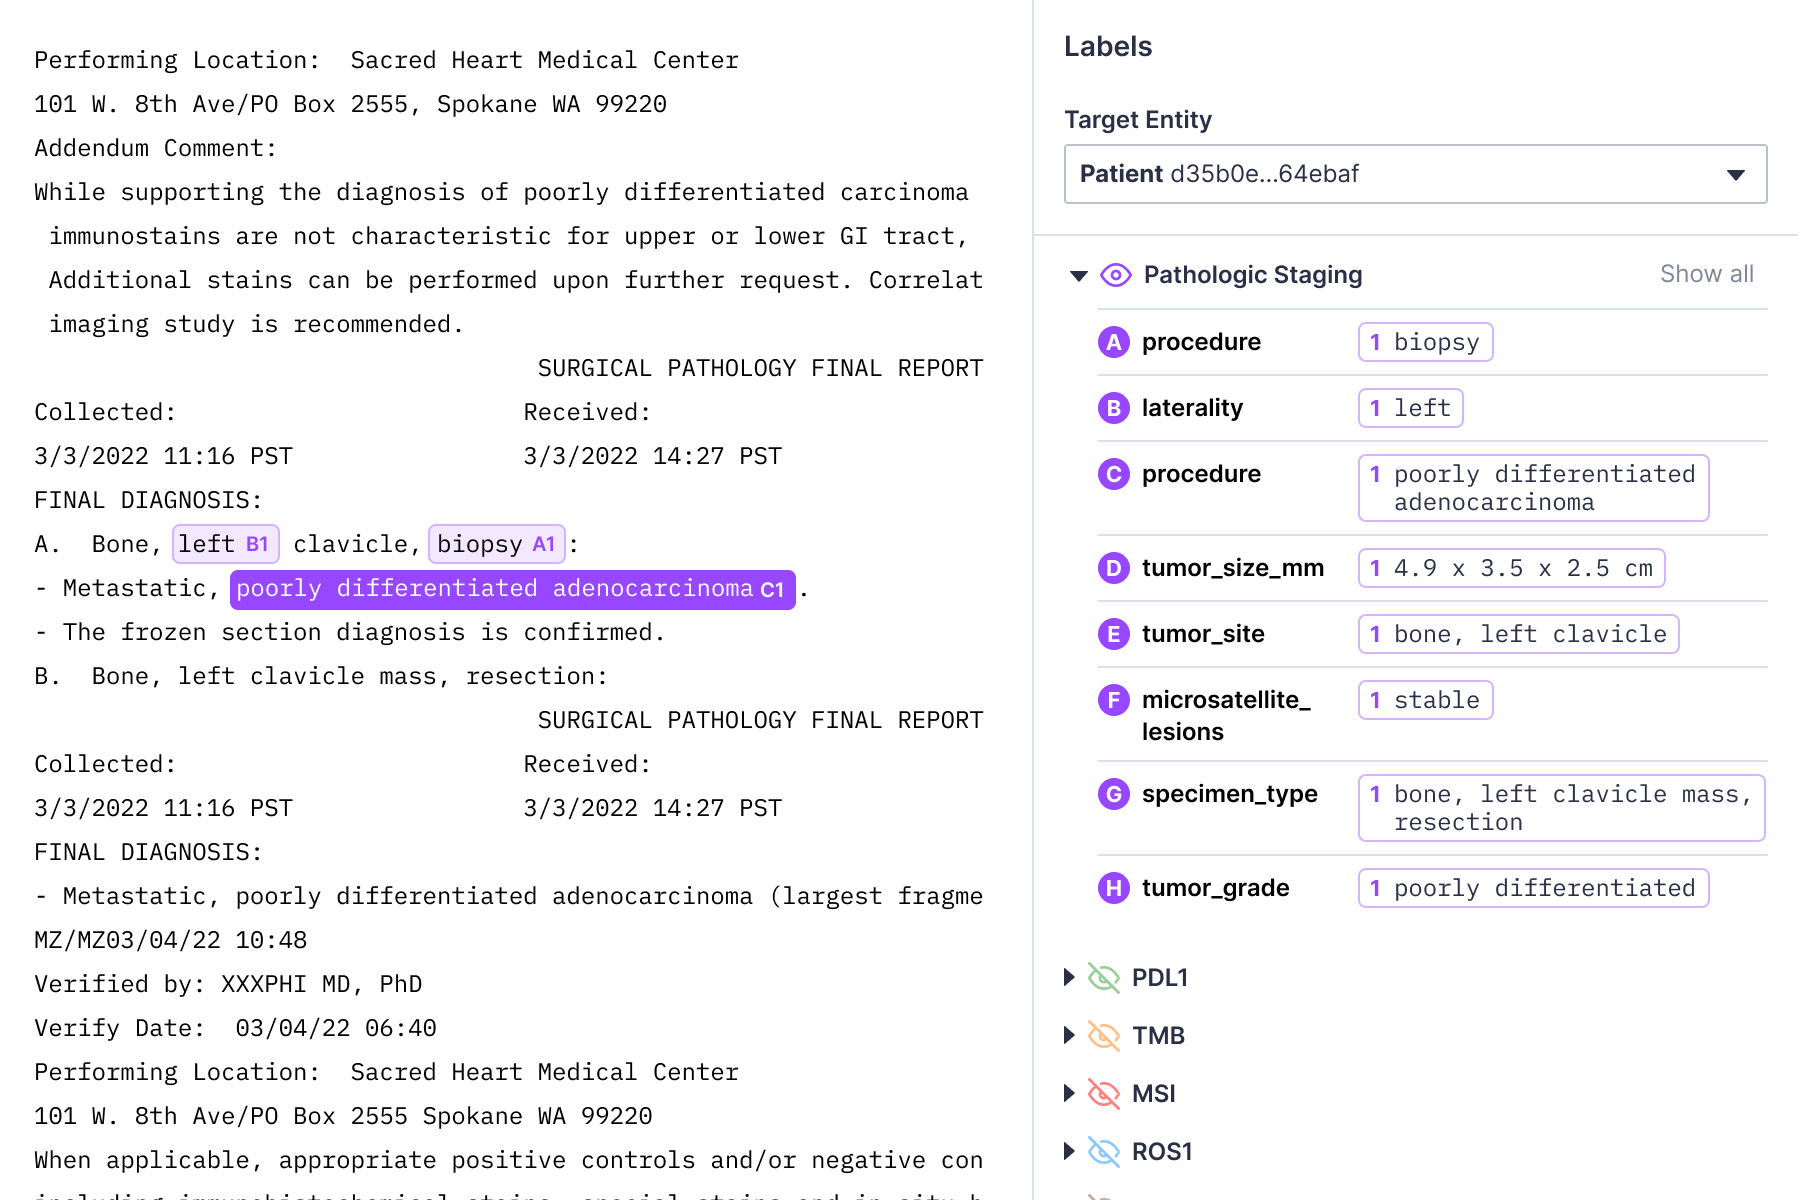 Performing Location:  Sacred Heart Medical Center
101 W. 8th Ave/PO Box 2555, Spokane WA 99220
Addendum Comment:
While supporting the diagnosis of poorly differentiated carcinoma
immunostains are not characteristic for upper or lower GI tract,
Additional stains can be performed upon further request. Correlat
imaging study is recommended.
SURGICAL PATHOLOGY FINAL REPORT
Collected: Received:
3/3/2022 11:16 PST 3/3/2022 14:27 PST
FINAL DIAGNOSIS:
A.  Bone, left B1 clavicle, biopsy A1 :
- Metastatic, poorly differentiated adenocarcinoma C1 .
- The frozen section diagnosis is confirmed.
B.  Bone, left clavicle mass, resection:
SURGICAL PATHOLOGY FINAL REPORT
Collected: Received:
3/3/2022 11:16 PST 3/3/2022 14:27 PST
FINAL DIAGNOSIS:
- Metastatic, poorly differentiated adenocarcinoma (largest fragme
MZ/MZ03/04/22 10:48
Verified by: XXXPHI MD, PhD
Verify Date:  03/04/22 06:40
Performing Location:  Sacred Heart Medical Center
101 W. 8th Ave/PO Box 2555 Spokane WA 99220
When applicable, appropriate positive controls and/or negative con
Labels
Target Entity
Patient d35b0e...64ebaf
Pathologic Staging Show all
A procedure 1 biopsy
B laterality 1 left
C procedure 1 poorly differentiated
adenocarcinoma
D tumor_size_mm 1 4.9 x 3.5 x 2.5 cm
E tumor_site 1 bone, left clavicle
F microsatellite_ 1 stable
lesions
G specimen_type 1 bone, left clavicle mass,
resection
H tumor_grade 1 poorly differentiated
PDL1
TMB
MSI
ROS1